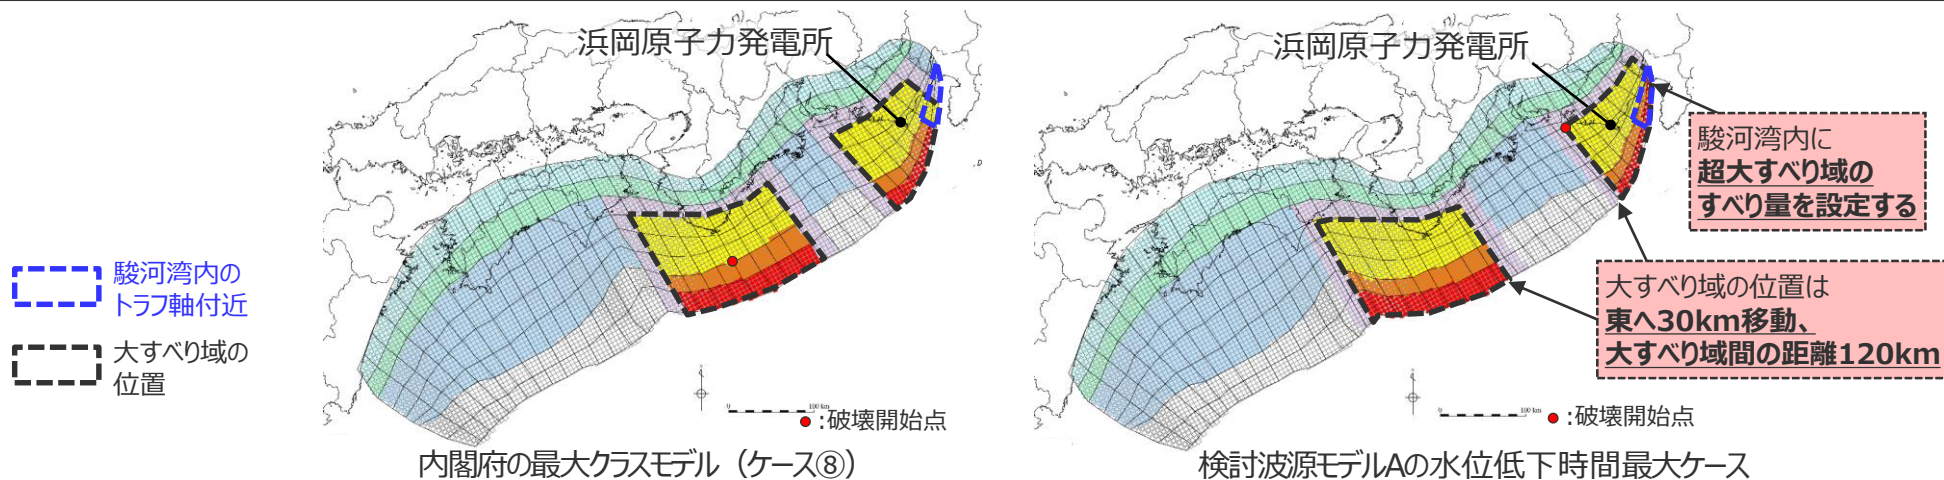 浜岡原子力発電所
駿河湾内の
トラフ軸付近
大すべり域の
位置
0 100 km
●:破壊開始点
内閣府の最大クラスモデル（ケース⑧）
浜岡原子力発電所
駿河湾内に
超大すべり域の
すべり量を設定する
大すべり域の位置は
東へ30km移動、
大すべり域間の距離120km
0 100 km
●:破壊開始点
検討波源モデルAの水位低下時間最大ケース